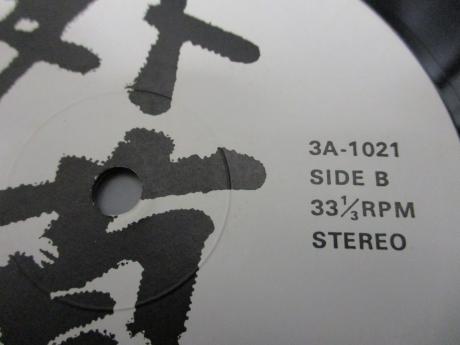 3A-1021
SIDE B
33⅓RPM
STEREO